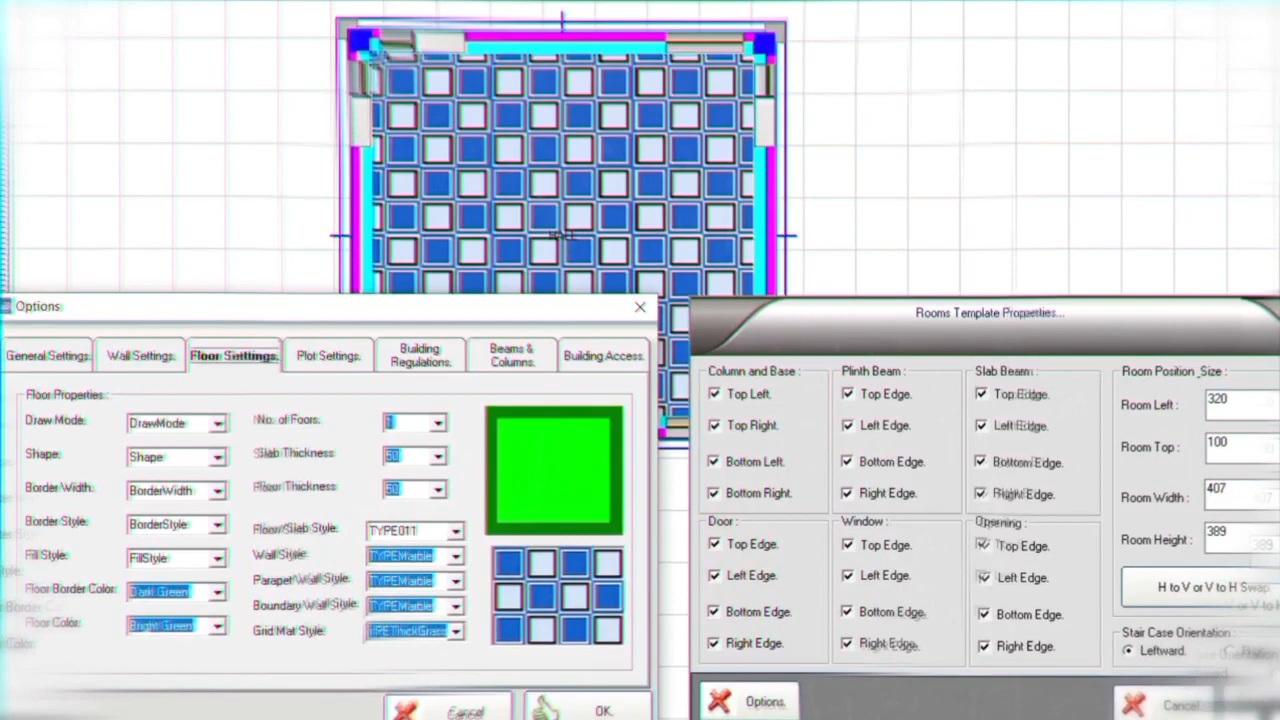 HALL
Options
General Settings.
Wall Settings.
Floor Settings.
Plot Settings.
Building
Regulations.
Beams &
Columns.
Building Access.
Floor Properties :
Draw Mode:
DrawMode
Shape:
Shape
Border Width:
BorderWidth
Border Style:
BorderStyle
Fill Style:
FillStyle
Floor Border Color:
Dark Green
Floor Color:
Bright Green
No. of Foors:
1
Slab Thickness
50
Floor Thickness
50
Floor/Slab Style:
TYPE011
Wall Style:
TYPEMarble
Parapet Wall Style:
TYPEMarble
Boundary Wall Style:
TYPEMarble
Grid Mat Style:
TYPEThickGrass
Cancel
OK.
Rooms Template Properties...
Column and Base :
Top Left.
Top Right.
Bottom Left.
Bottom Right.
Plinth Beam :
Top Edge.
Left Edge.
Bottom Edge.
Right Edge.
Slab Beam :
Top Edge.
Left Edge.
Bottom Edge.
Right Edge.
Room Position_Size :
Room Left :
320
Room Top :
100
Room Width :
407
Room Height :
389
Door :
Top Edge.
Left Edge.
Bottom Edge.
Right Edge.
Window :
Top Edge.
Left Edge.
Bottom Edge.
Right Edge.
Opening :
Top Edge.
Left Edge.
Bottom Edge.
Right Edge.
H to V or V to H Swap
Stair Case Orientation :
Leftward.
Options.
Cancel